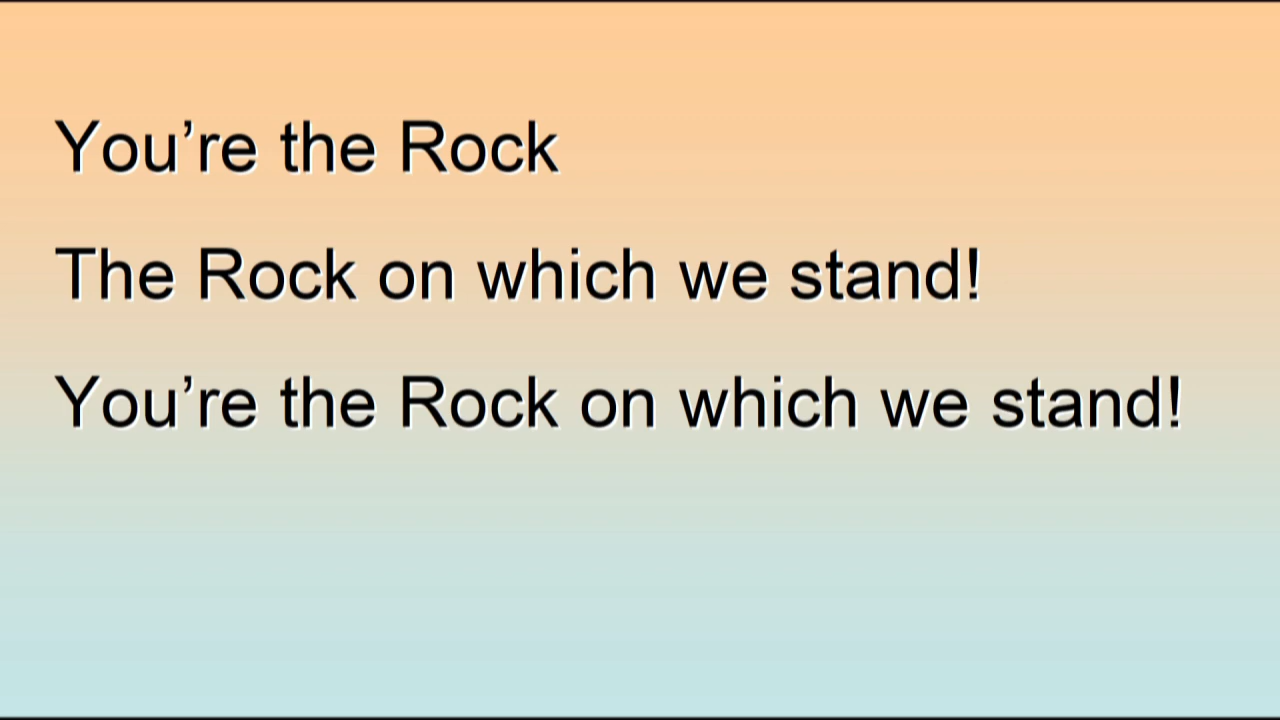 You’re the Rock
The Rock on which we stand!
You’re the Rock on which we stand!